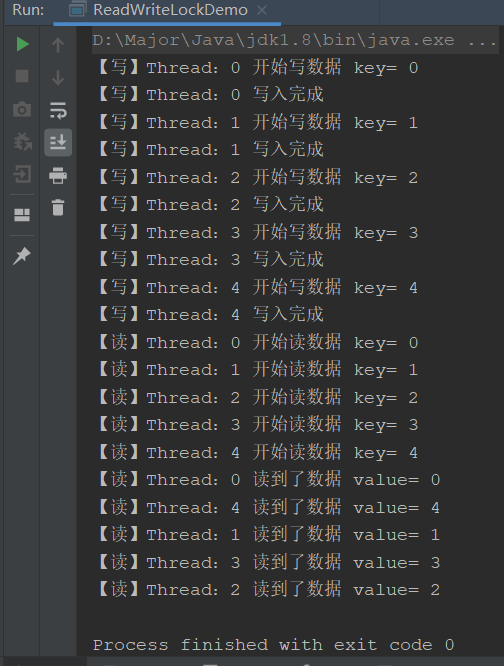 Run: ReadWriteLockDemo ×
D:\Major\Java\jdk1.8\bin\java.exe ...
【写】Thread: 0 开始写数据 key= 0
【写】Thread: 0 写入完成
【写】Thread: 1 开始写数据 key= 1
【写】Thread: 1 写入完成
【写】Thread: 2 开始写数据 key= 2
【写】Thread: 2 写入完成
【写】Thread: 3 开始写数据 key= 3
【写】Thread: 3 写入完成
【写】Thread: 4 开始写数据 key= 4
【写】Thread: 4 写入完成
【读】Thread: 0 开始读数据 key= 0
【读】Thread: 1 开始读数据 key= 1
【读】Thread: 2 开始读数据 key= 2
【读】Thread: 3 开始读数据 key= 3
【读】Thread: 4 开始读数据 key= 4
【读】Thread: 0 读到了数据 value= 0
【读】Thread: 4 读到了数据 value= 4
【读】Thread: 1 读到了数据 value= 1
【读】Thread: 3 读到了数据 value= 3
【读】Thread: 2 读到了数据 value= 2
Process finished with exit code 0